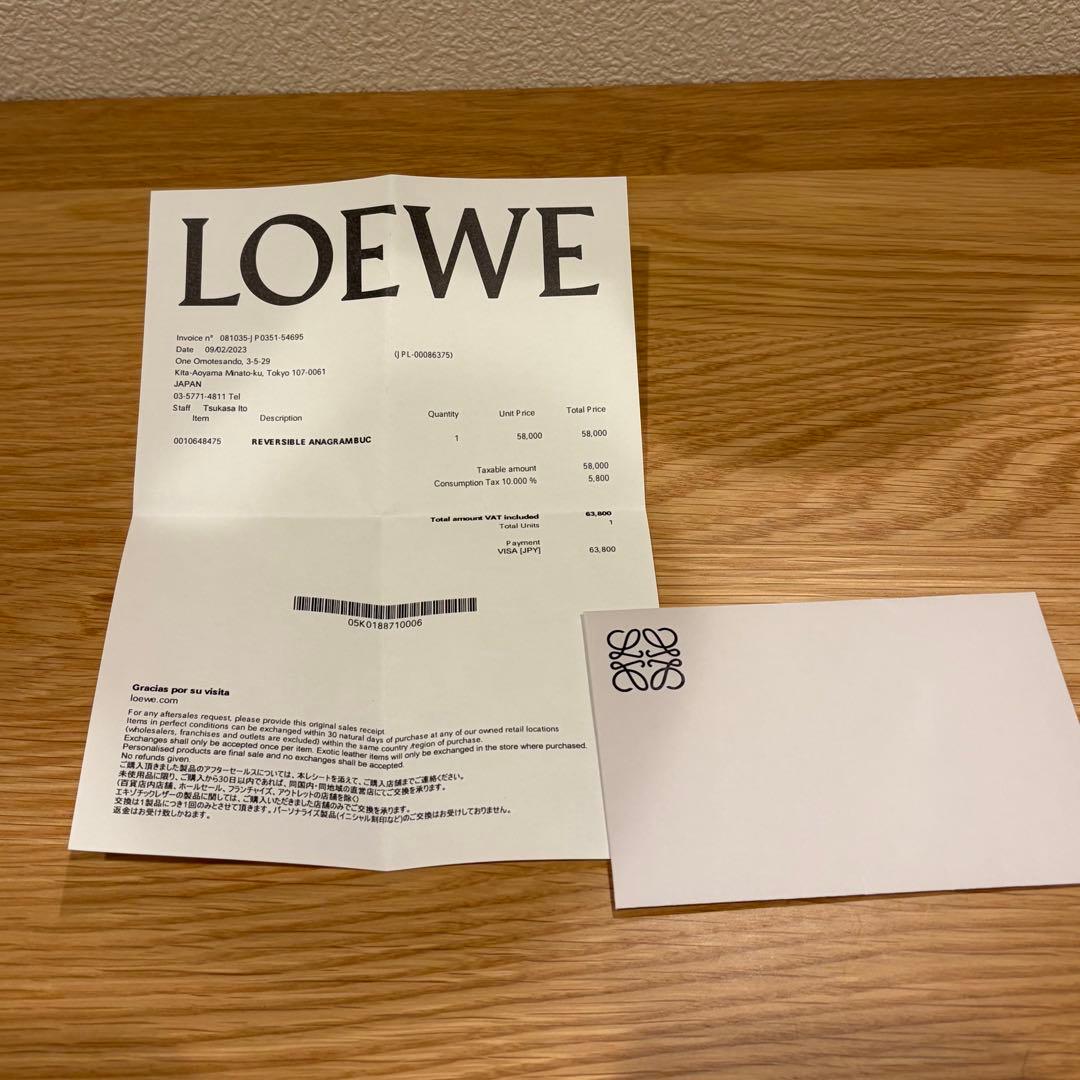 LOEWE
Invoice n° 081035-JP0351-54695
Date 09/02/2023
(JPL-00086375)
One Omotesando, 3-5-29
Kita-Aoyama Minato-ku, Tokyo 107-0061
JAPAN
03-5771-4811 Tel
Staff Tsukasa Ito
Item Description Quantity Unit Price Total Price
0010648475 REVERSIBLE ANAGRAMBUC 1 58,000 58,000
Taxable amount 58,000
Consumption Tax 10.000 % 5,800
Total amount VAT included 63,800
Total Units 1
Payment
VISA [JPY] 63,800
05K0188710006
Gracias por su visita
loewe.com
For any aftersales request, please provide this original sales receipt
Items in perfect conditions can be exchanged within 30 natural days of purchase at any of our owned retail locations
(wholesalers, franchises and outlets are excluded) within the same country /region of purchase.
Exchanges shall only be accepted once per item. Exotic leather items will only be exchanged in the store where purchased.
Personalised products are final sale and no exchanges shall be accepted.
No refunds given.
ご購入頂きました製品のアフターセールスについては、本レシートを添えて、ご購入店舗までご連絡ください。
未使用品に限り、ご購入から30日以内であれば、同国内・同地域の直営店にてご交換を承ります。
(百貨店内店舗、ホールセール、フランチャイズ、アウトレットの店舗を除く)
エキゾチックレザーの製品に関しては、ご購入いただきました店舗のみでご交換を承ります。
交換は1製品につき1回のみとさせて頂きます。パーソナライズ製品(イニシャル刻印など)のご交換はお受けしておりません。
返金はお受け致しかねます。